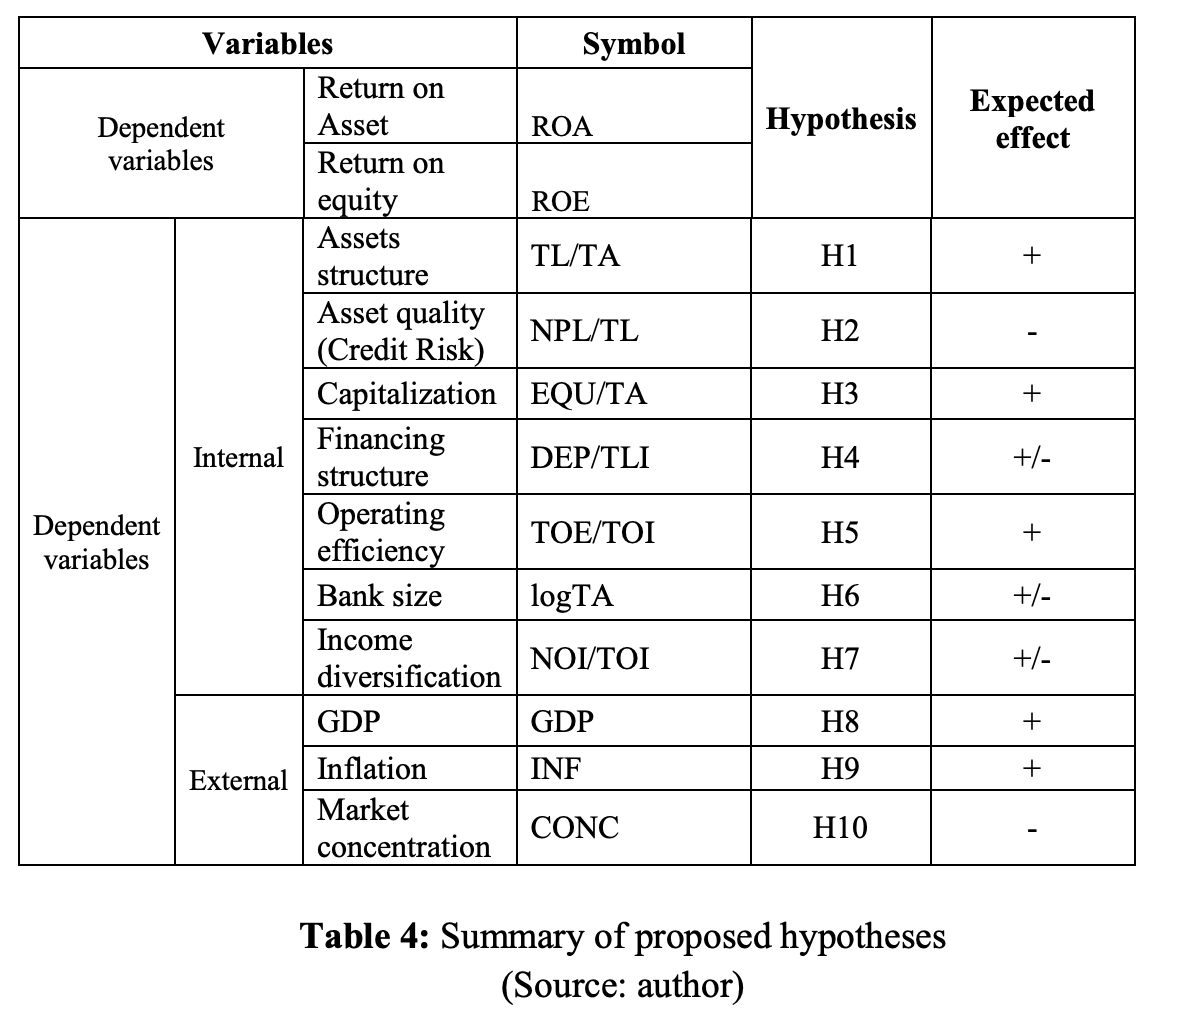 Variables
Symbol
Hypothesis
Expected
effect
Dependent
variables
Return on
Asset
ROA
Return on
equity
ROE
Dependent
variables
Internal
Assets
structure
TL/TA
H1
+
Asset quality
(Credit Risk)
NPL/TL
H2
-
Capitalization
EQU/TA
H3
+
Financing
structure
DEP/TLI
H4
+/-
Operating
efficiency
TOE/TOI
H5
+
Bank size
logTA
H6
+/-
Income
diversification
NOI/TOI
H7
+/-
External
GDP
GDP
H8
+
Inflation
INF
H9
+
Market
concentration
CONC
H10
-
Table 4: Summary of proposed hypotheses
(Source: author)